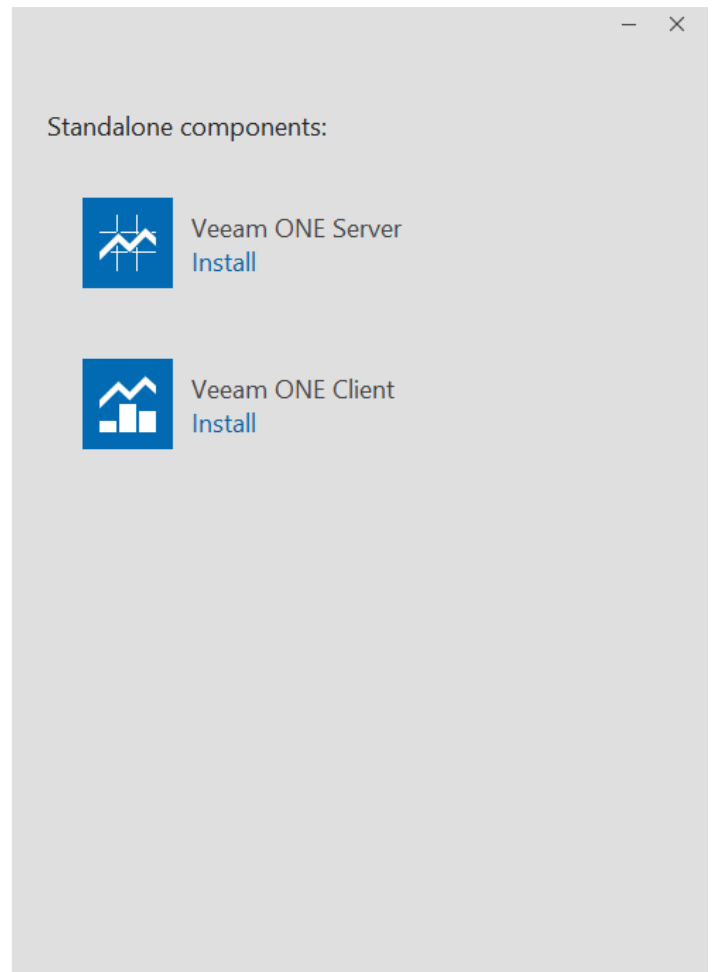 Standalone components:
Veeam ONE Server
Install
Veeam ONE Client
Install